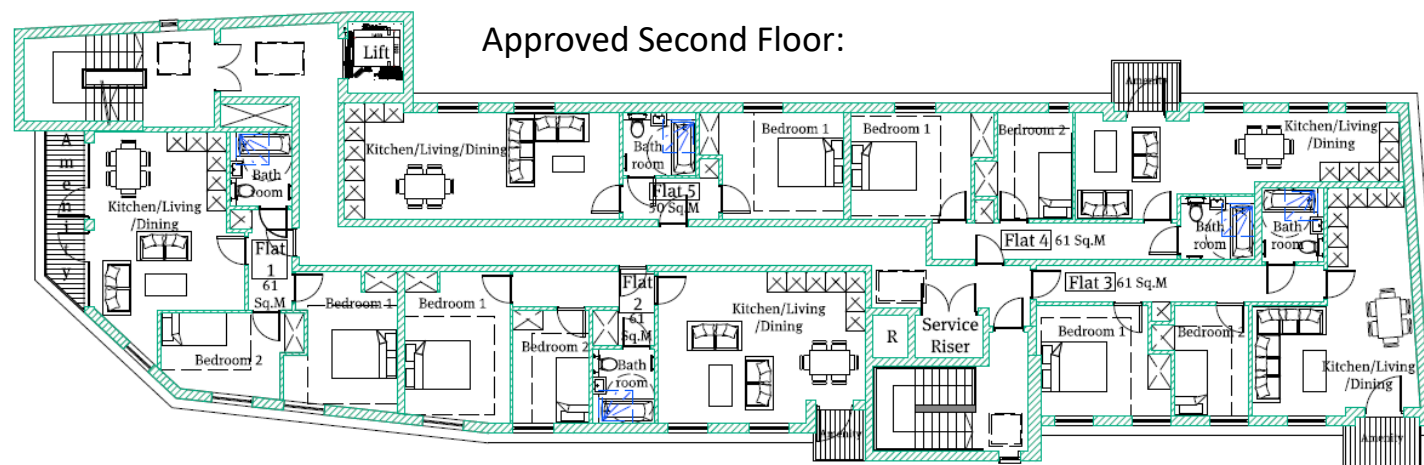 Approved Second Floor:
Lift
Amenity
Kitchen/Living/Dining
Bath
room
Flat 5
50 Sq.M
Bedroom 1
Bedroom 1
Bedroom 2
Amenity
Kitchen/Living
/Dining
Bath
room
Kitchen/Living
/Dining
Flat
1
61
Sq.M
Bedroom 1
Bedroom 2
Flat 4 61 Sq.M
Bath
room
Bath
room
Flat 3 61 Sq.M
Bedroom 1
Flat
2
61
Sq.M
Bedroom 2
Bath
room
Kitchen/Living
/Dining
Amenity
R
Service
Riser
Bedroom 1
Bedroom 2
Kitchen/Living
/Dining
Amenity